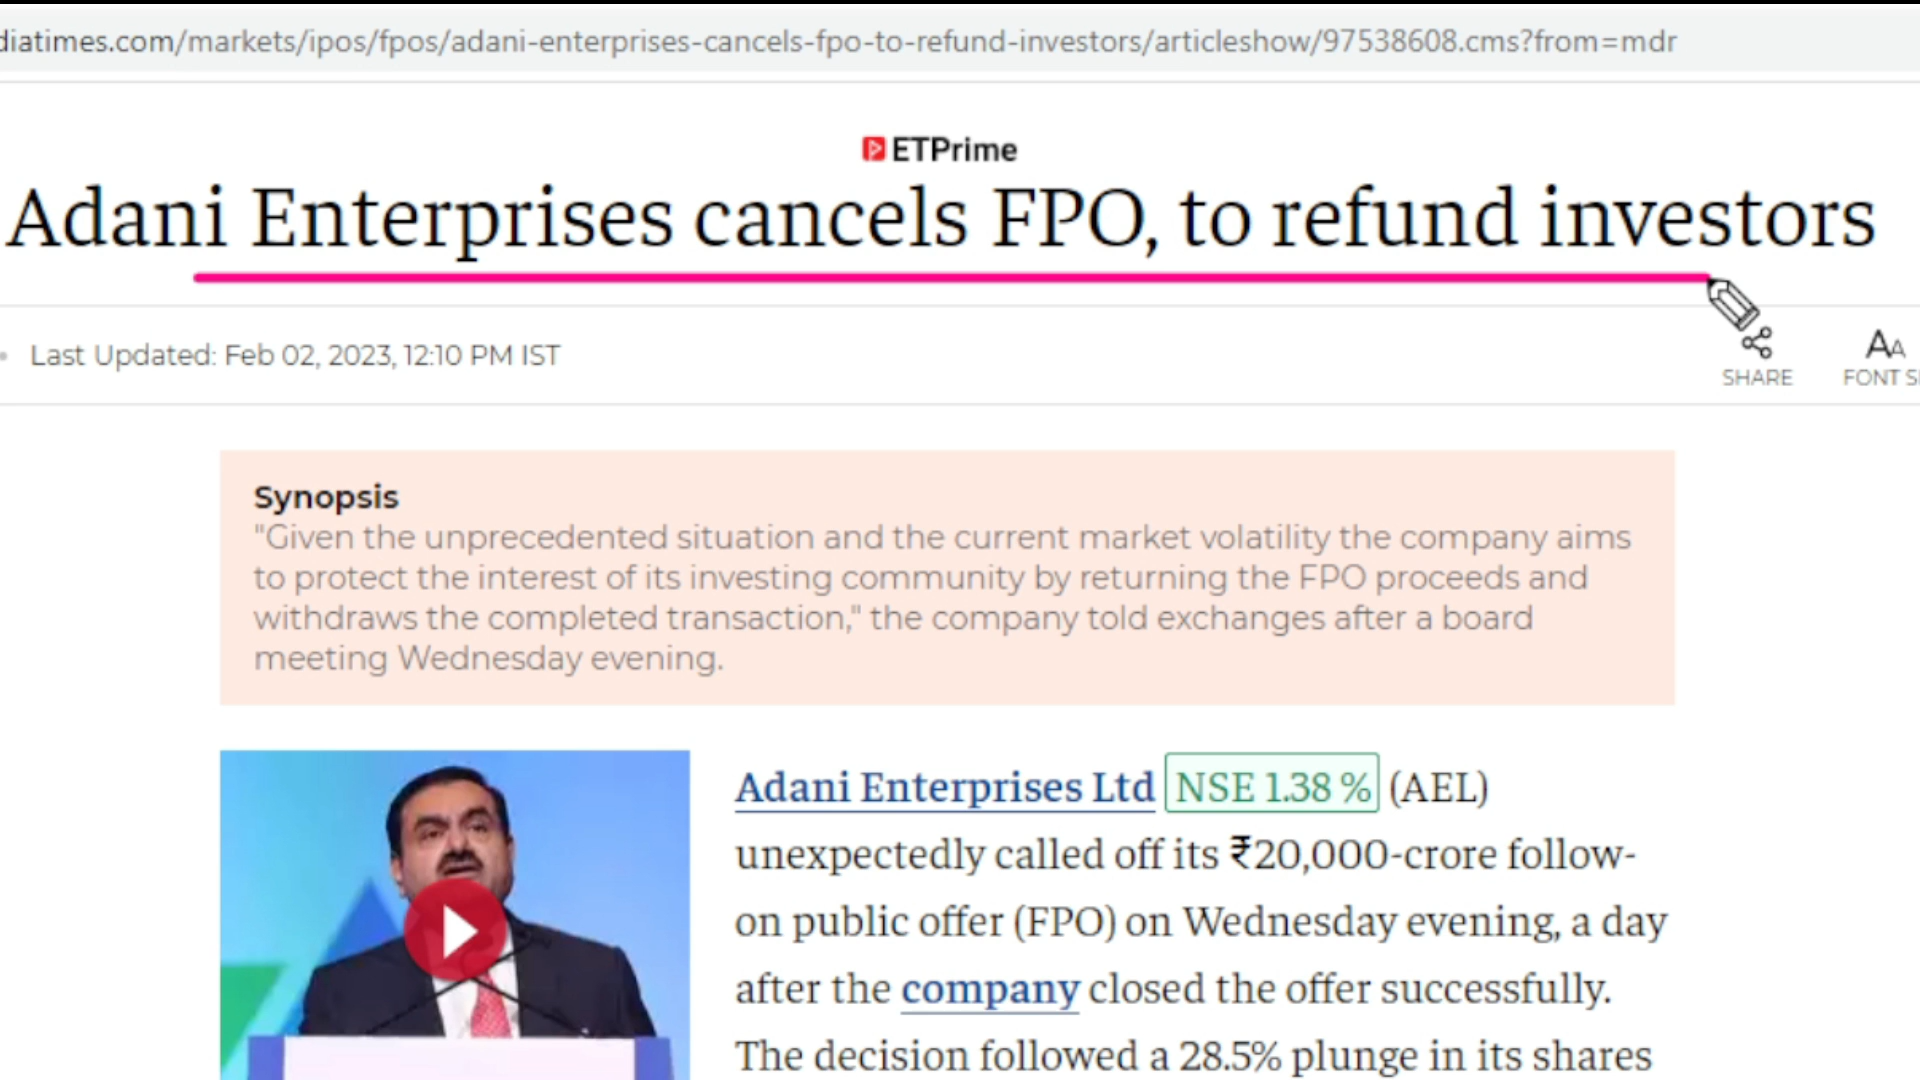 diatimes.com/markets/ipos/fpos/adani-enterprises-cancels-fpo-to-refund-investors/articleshow/97538608.cms?from=mdr
ETPrime
Adani Enterprises cancels FPO, to refund investors
Last Updated: Feb 02, 2023, 12:10 PM IST
SHARE
AA
FONT
Synopsis
"Given the unprecedented situation and the current market volatility the company aims
to protect the interest of its investing community by returning the FPO proceeds and
withdraws the completed transaction," the company told exchanges after a board
meeting Wednesday evening.
Adani Enterprises Ltd NSE 1.38 % (AEL)
unexpectedly called off its ₹20,000-crore follow-
on public offer (FPO) on Wednesday evening, a day
after the company closed the offer successfully.
The decision followed a 28.5% plunge in its shares